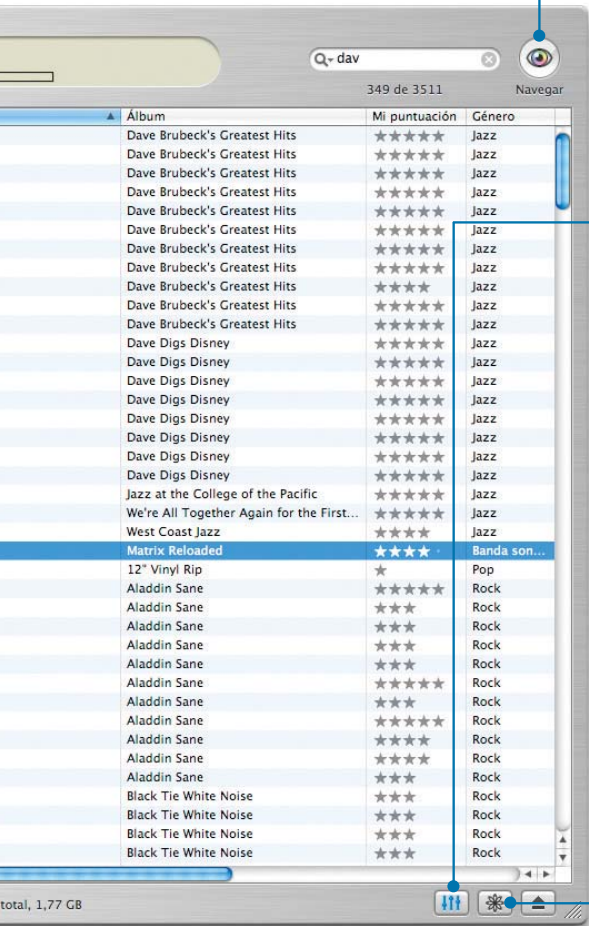 dav
349 de 3511
Navegar
Álbum Mi puntuación Género
Dave Brubeck's Greatest Hits Jazz
Dave Brubeck's Greatest Hits Jazz
Dave Brubeck's Greatest Hits Jazz
Dave Brubeck's Greatest Hits Jazz
Dave Brubeck's Greatest Hits Jazz
Dave Brubeck's Greatest Hits Jazz
Dave Brubeck's Greatest Hits Jazz
Dave Brubeck's Greatest Hits Jazz
Dave Brubeck's Greatest Hits Jazz
Dave Brubeck's Greatest Hits Jazz
Dave Brubeck's Greatest Hits Jazz
Dave Digs Disney Jazz
Dave Digs Disney Jazz
Dave Digs Disney Jazz
Dave Digs Disney Jazz
Dave Digs Disney Jazz
Dave Digs Disney Jazz
Dave Digs Disney Jazz
Dave Digs Disney Jazz
Jazz at the College of the Pacific Jazz
We're All Together Again for the First... Jazz
West Coast Jazz Jazz
Matrix Reloaded Banda son...
12" Vinyl Rip Pop
Aladdin Sane Rock
Aladdin Sane Rock
Aladdin Sane Rock
Aladdin Sane Rock
Aladdin Sane Rock
Aladdin Sane Rock
Aladdin Sane Rock
Aladdin Sane Rock
Aladdin Sane Rock
Aladdin Sane Rock
Aladdin Sane Rock
Black Tie White Noise Rock
Black Tie White Noise Rock
Black Tie White Noise Rock
Black Tie White Noise Rock
total, 1,77 GB